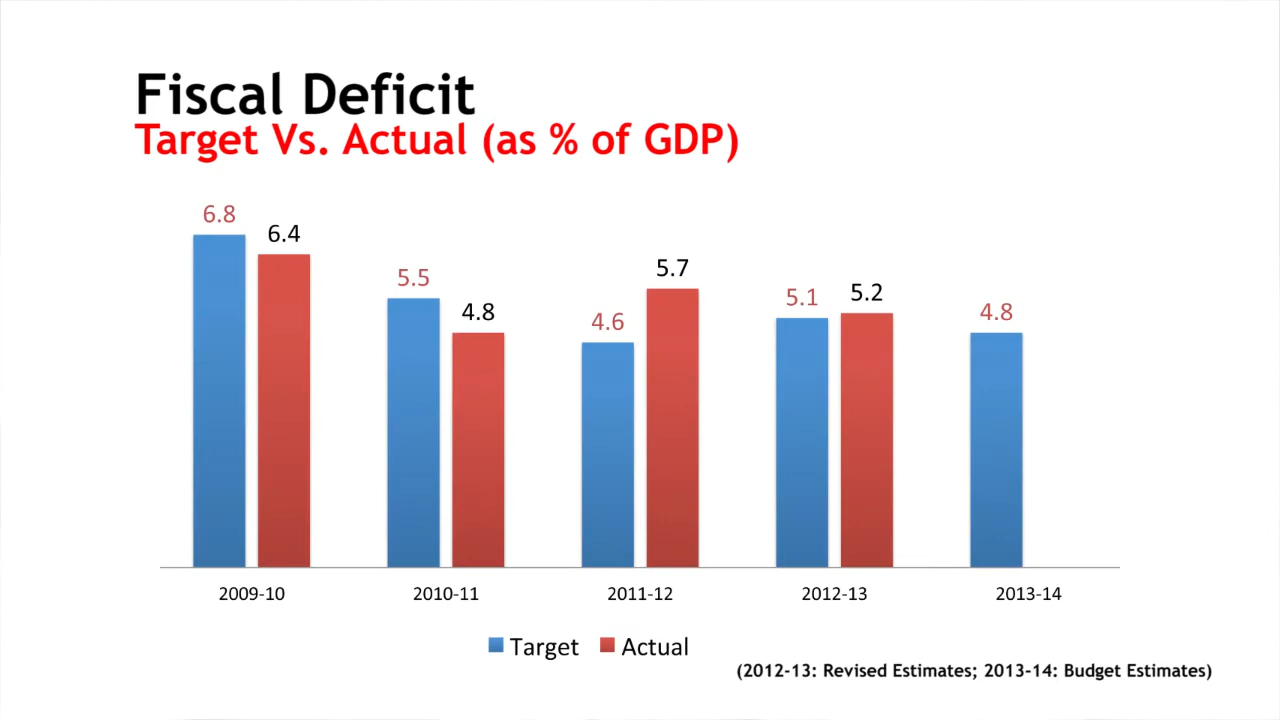 Fiscal Deficit
Target Vs. Actual (as % of GDP)
6.8
6.4
5.5
4.8
4.6
5.7
5.1
5.2
4.8
2009-10
2010-11
2011-12
2012-13
2013-14
Target
Actual
(2012-13: Revised Estimates; 2013-14: Budget Estimates)